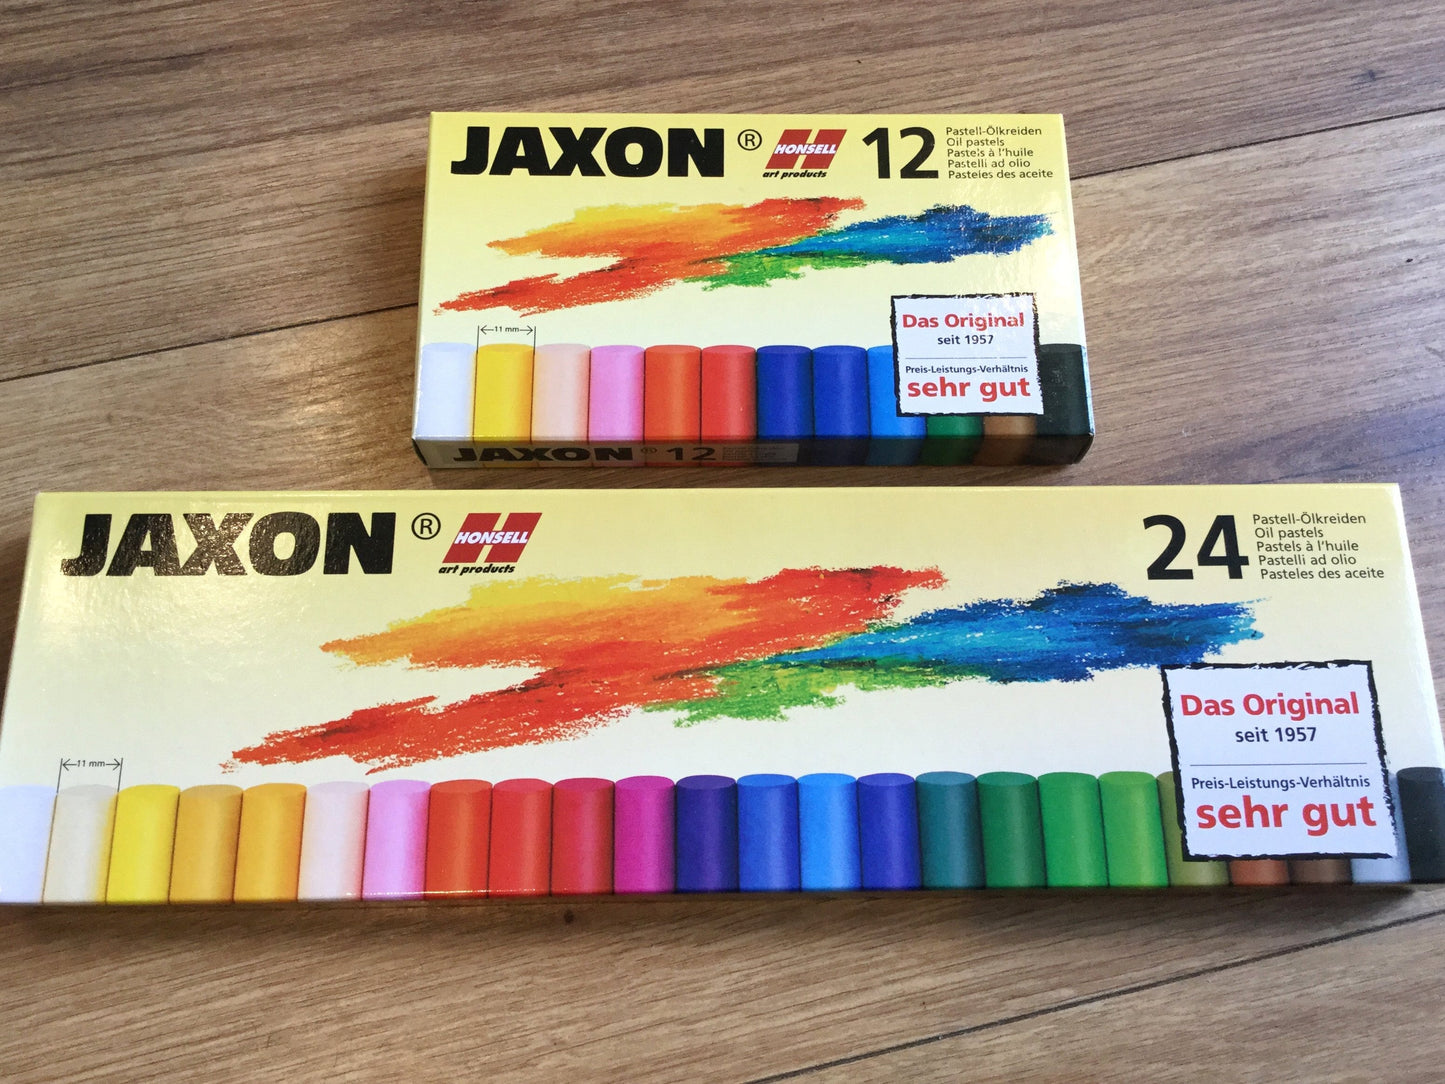 JAXON ® HONSELL 12
art products
Pastell-Ölkreiden
Oil pastels
Pastels à l'huile
Pastelli ad olio
Pasteles des aceite
11 mm
Das Original
seit 1957
Preis-Leistungs-Verhältnis
sehr gut
JAXON ® 12
JAXON ® HONSELL 24
art products
Pastell-Ölkreiden
Oil pastels
Pastels à l'huile
Pastelli ad olio
Pasteles des aceite
11 mm
Das Original
seit 1957
Preis-Leistungs-Verhältnis
sehr gut